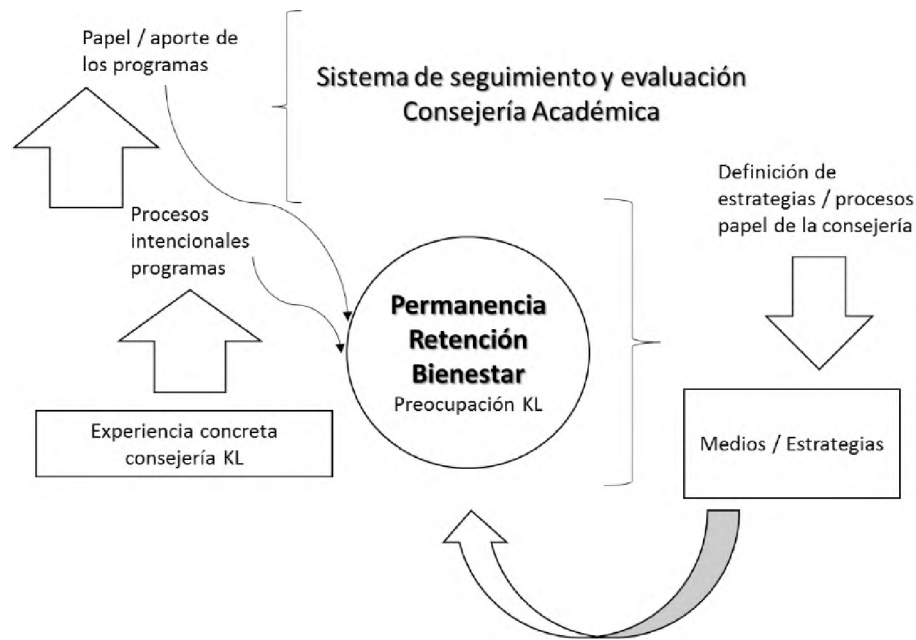 Papel / aporte de
los programas
Sistema de seguimiento y evaluación
Consejería Académica
Definición de
estrategias / procesos
papel de la consejería
Procesos
intencionales
programas
Permanencia
Retención
Bienestar
Preocupación KL
Experiencia concreta
consejería KL
Medios / Estrategias